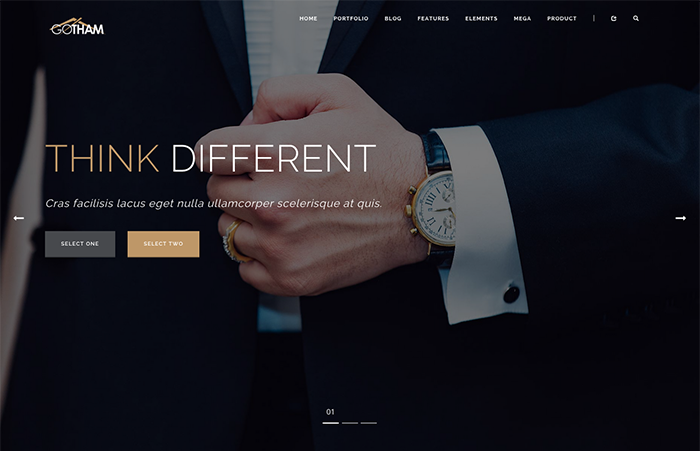 GOTHAM
HOME PORTFOLIO BLOG FEATURES ELEMENTS MEGA PRODUCT
THINK DIFFERENT
Cras facilisis lacus eget nulla ullamcorper scelerisque at quis.
SELECT ONE SELECT TWO
01